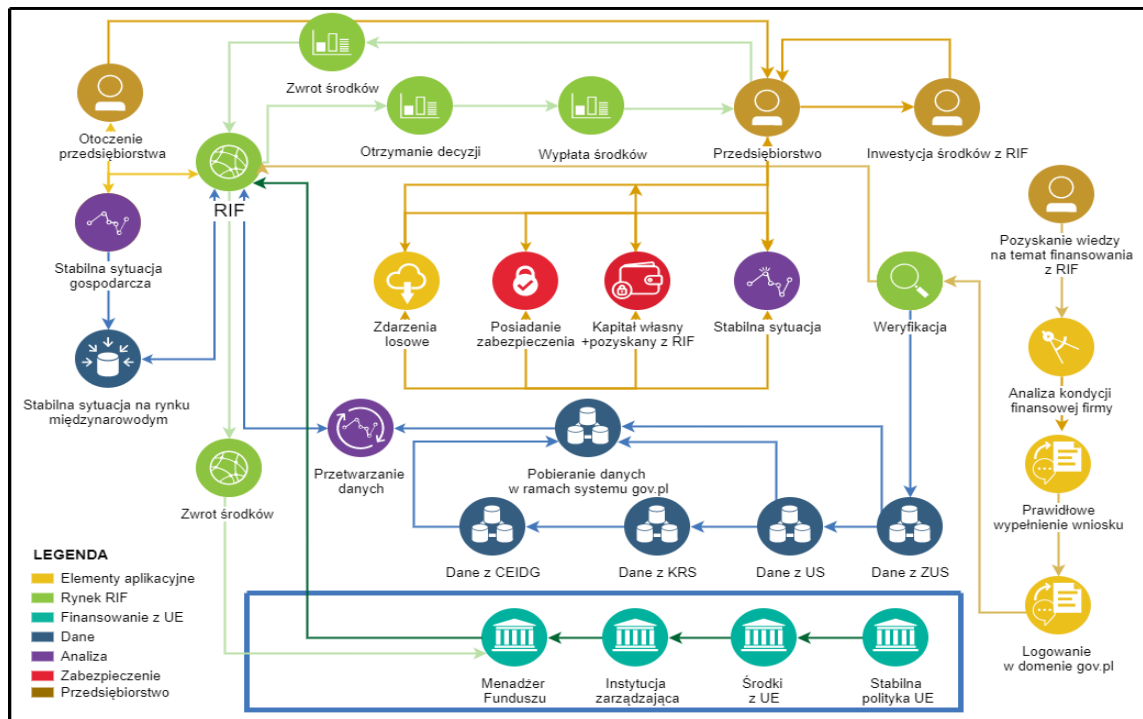 Zwrot środków
Otoczenie
przedsiębiorstwa
Otrzymanie decyzji
Wypłata środków
Przedsiębiorstwo
Inwestycja środków z RIF
RIF
Pozyskanie wiedzy
na temat finansowania
z RIF
Stabilna sytuacja
gospodarcza
Zdarzenia
losowe
Posiadanie
zabezpieczenia
Kapitał własny
+pozyskany z RIF
Stabilna sytuacja
Weryfikacja
Stabilna sytuacja na rynku
międzynarowodym
Analiza kondycji
finansowej firmy
Przetwarzanie
danych
Pobieranie danych
w ramach systemu gov.pl
Zwrot środków
Prawidłowe
wypełnienie wniosku
Dane z CEIDG
Dane z KRS
Dane z US
Dane z ZUS
LEGENDA
Elementy aplikacyjne
Rynek RIF
Finansowanie z UE
Dane
Analiza
Zabezpieczenie
Przedsiębiorstwo
Logowanie
w domenie gov.pl
Menadżer
Funduszu
Instytucja
zarządzająca
Środki
z UE
Stabilna
polityka UE